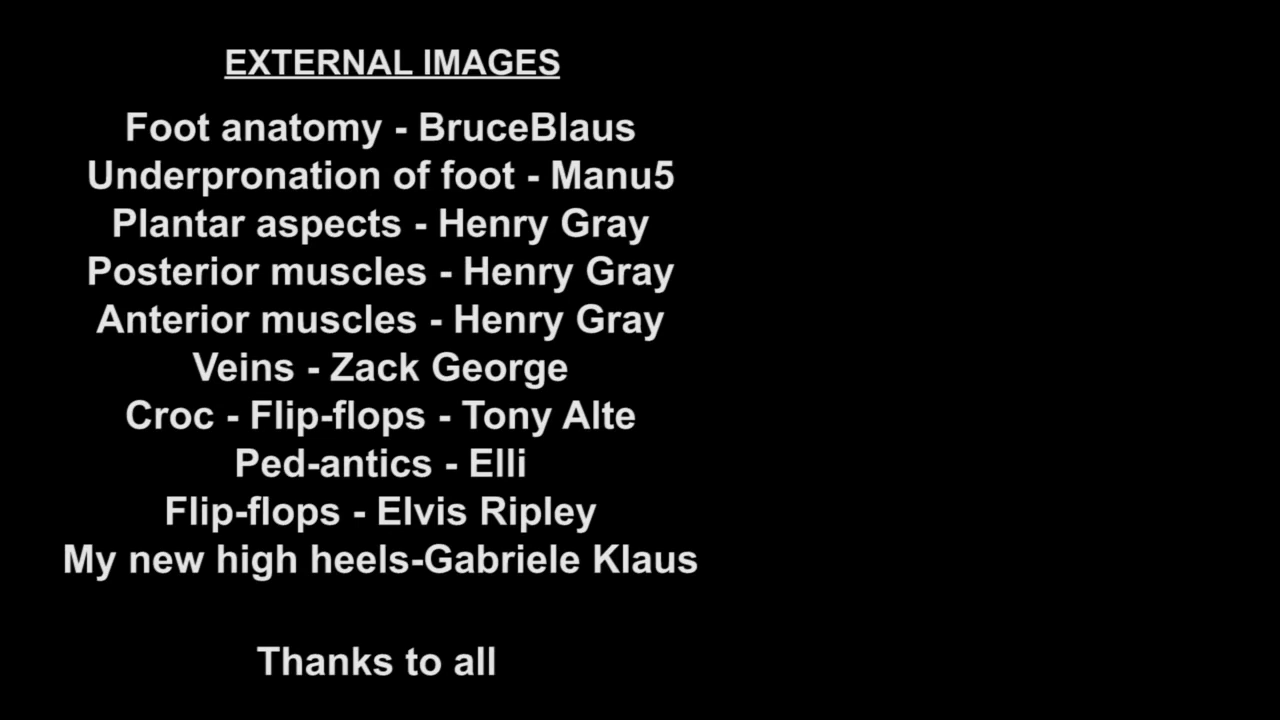 EXTERNAL IMAGES
Foot anatomy - BruceBlaus
Underpronation of foot - Manu5
Plantar aspects - Henry Gray
Posterior muscles - Henry Gray
Anterior muscles - Henry Gray
Veins - Zack George
Croc - Flip-flops - Tony Alte
Ped-antics - Elli
Flip-flops - Elvis Ripley
My new high heels-Gabriele Klaus
Thanks to all